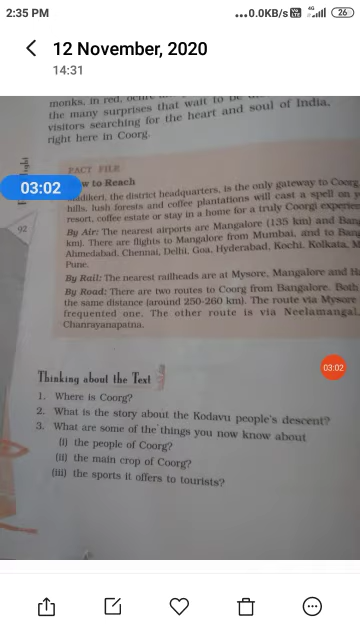 2:35 PM
...0.0KB/s 4G 26
12 November, 2020
14:31
monks, in red,
the many surprises that wait to be
visitors searching for the heart and soul of India,
right here in Coorg.
FACT FILE
to Reach
03:02
the district headquarters, is the only gateway to Coorg
hills, lush forests and coffee plantations will cast a spell on
resort, coffee estate or stay in a home for a truly Coorgi
92
By Air: The nearest airports are Mangalore (135 km) and
km). There are flights to Mangalore from Mumbai, and to
Ahmedabad, Chennai, Delhi, Goa, Hyderabad, Kochi, Kolkata,
Pune.
By Rail: The nearest railheads are at Mysore, Mangalore and
By Road: There are two routes to Coorg from Bangalore. Both
the same distance (around 250-260 km). The route via Mysore
frequented one. The other route is via Neelamangal,
Chanrayanapatna.
03:02
Thinking about the Text
1. Where is Coorg?
2. What is the story about the Kodavu people's descent?
3. What are some of the things you now know about
(i) the people of Coorg?
(ii) the main crop of Coorg?
(iii) the sports it offers to tourists?